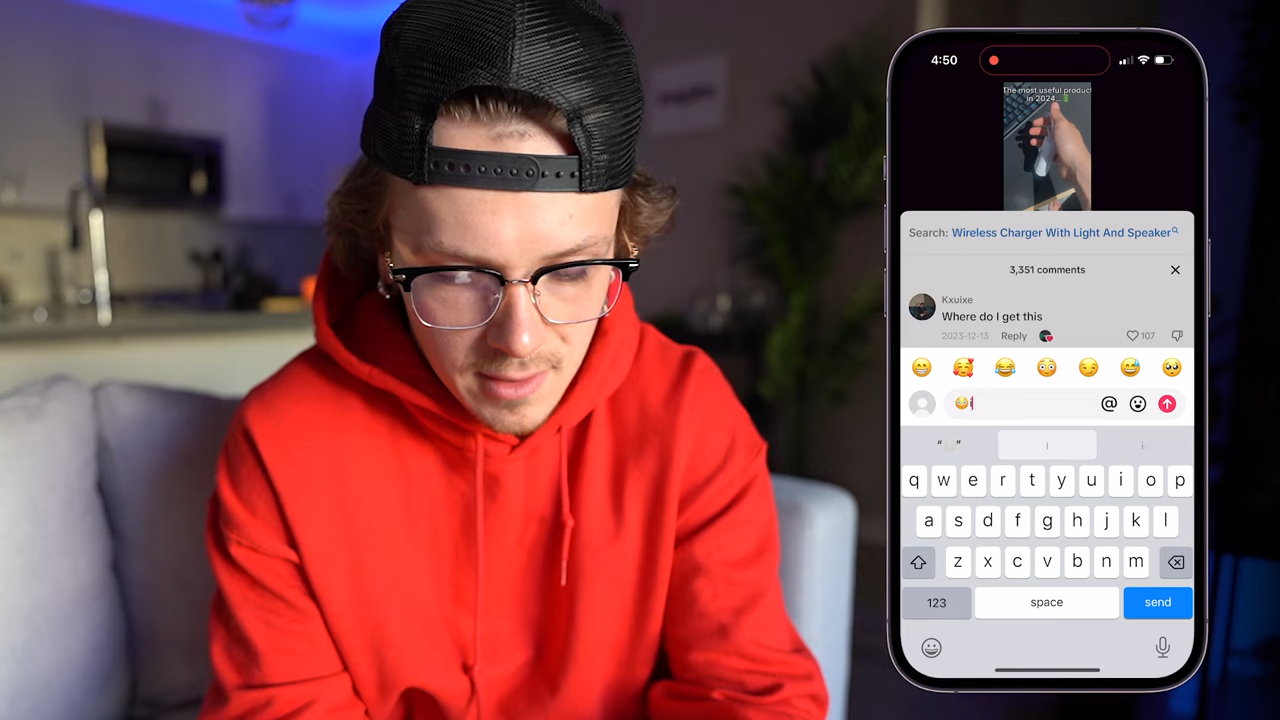 4:50
The most useful product
in 2024...
Search: Wireless Charger With Light And Speaker
3,351 comments
Kxuixe
Where do I get this
2023-12-13 Reply 107
q w e r t y u i o p
a s d f g h j k l
z x c v b n m
123 space send